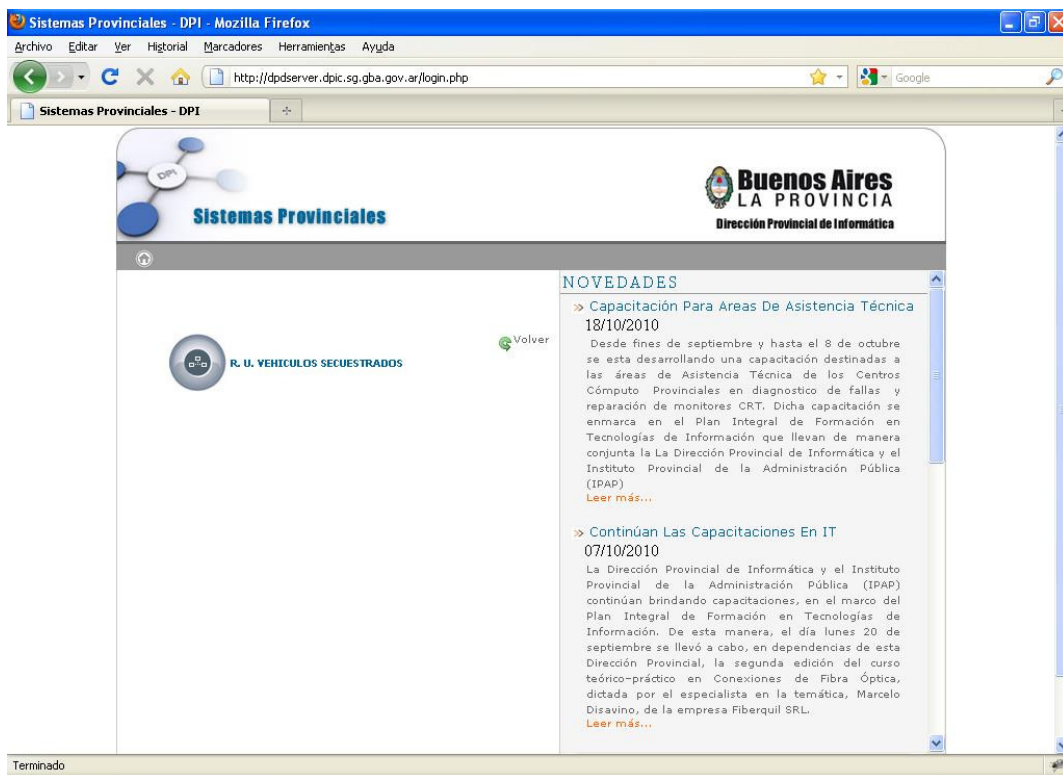 Sistemas Provinciales - DPI - Mozilla Firefox
Archivo Editar Ver Historial Marcadores Herramientas Ayuda
http://dpdserver.dpic.sg.gba.gov.ar/login.php
Google
Sistemas Provinciales - DPI
DPI
Sistemas Provinciales
Buenos Aires
LA PROVINCIA
Dirección Provincial de Informática
Volver
R. U. VEHICULOS SECUESTRADOS
NOVEDADES
Capacitación Para Areas De Asistencia Técnica
18/10/2010
Desde fines de septiembre y hasta el 8 de octubre
se esta desarrollando una capacitación destinadas a
las áreas de Asistencia Técnica de los Centros
Cómputo Provinciales en diagnostico de fallas y
reparación de monitores CRT. Dicha capacitación se
enmarca en el Plan Integral de Formación en
Tecnologías de Información que llevan de manera
conjunta la La Dirección Provincial de Informática y el
Instituto Provincial de la Administración Pública
(IPAP)
Leer más...
Continúan Las Capacitaciones En IT
07/10/2010
La Dirección Provincial de Informática y el Instituto
Provincial de la Administración Pública (IPAP)
continúan brindando capacitaciones, en el marco del
Plan Integral de Formación en Tecnologías de
Información. De esta manera, el día lunes 20 de
septiembre se llevó a cabo, en dependencias de esta
Dirección Provincial, la segunda edición del curso
teórico-práctico en Conexiones de Fibra Óptica,
dictada por el especialista en la temática, Marcelo
Disavino, de la empresa Fiberquil SRL.
Leer más...
Terminado